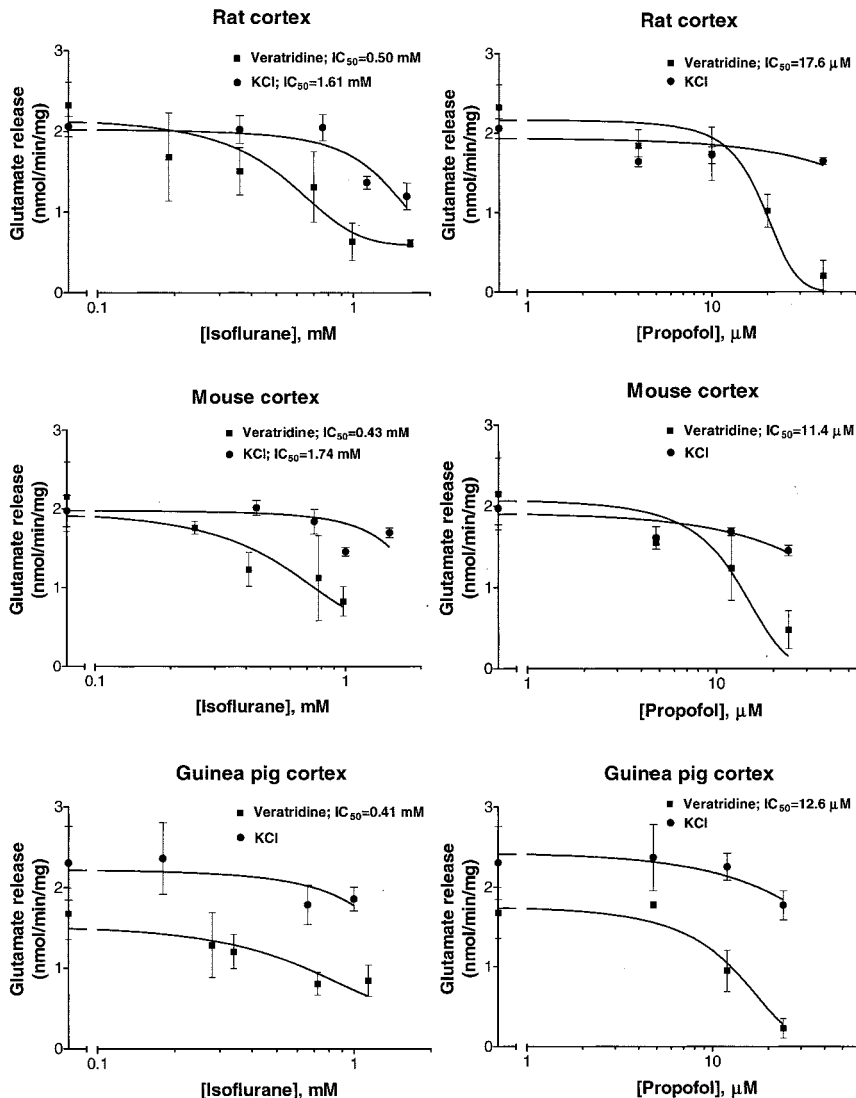 Rat cortex
Veratridine; IC50=0.50 mM
KCl; IC50=1.61 mM
3
2
1
0
Glutamate release
(nmol/min/mg)
0.1
1
[Isoflurane], mM
Rat cortex
Veratridine; IC50=17.6 μM
KCl
3
2
1
0
Glutamate release
(nmol/min/mg)
1
10
[Propofol], μM
Mouse cortex
Veratridine; IC50=0.43 mM
KCl; IC50=1.74 mM
3
2
1
0
Glutamate release
(nmol/min/mg)
0.1
1
[Isoflurane], mM
Mouse cortex
Veratridine; IC50=11.4 μM
KCl
3
2
1
0
Glutamate release
(nmol/min/mg)
1
10
[Propofol], μM
Guinea pig cortex
Veratridine; IC50=0.41 mM
KCl
3
2
1
0
Glutamate release
(nmol/min/mg)
0.1
1
[Isoflurane], mM
Guinea pig cortex
Veratridine; IC50=12.6 μM
KCl
3
2
1
0
Glutamate release
(nmol/min/mg)
1
10
[Propofol], μM